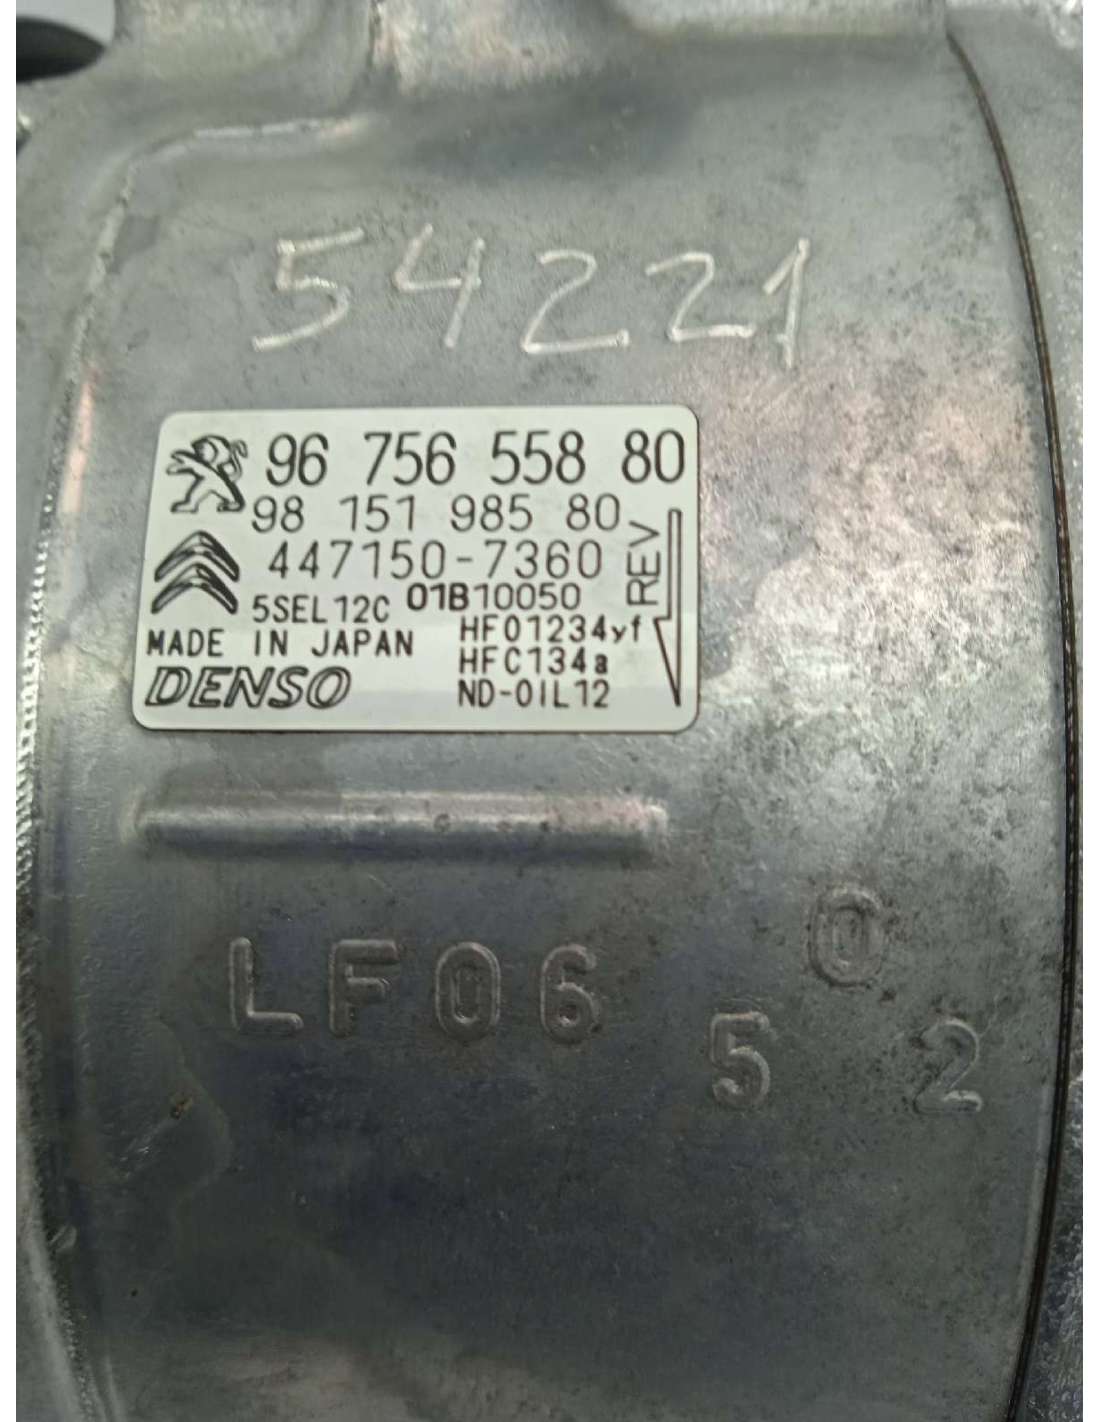 54221
96 756 558 80
98 151 985 80
447150-7360
REV
5SEL12C 01B10050
HFO1234yf
MADE IN JAPAN
HFC134a
DENSO
ND-OIL12
LF06
0
5
2